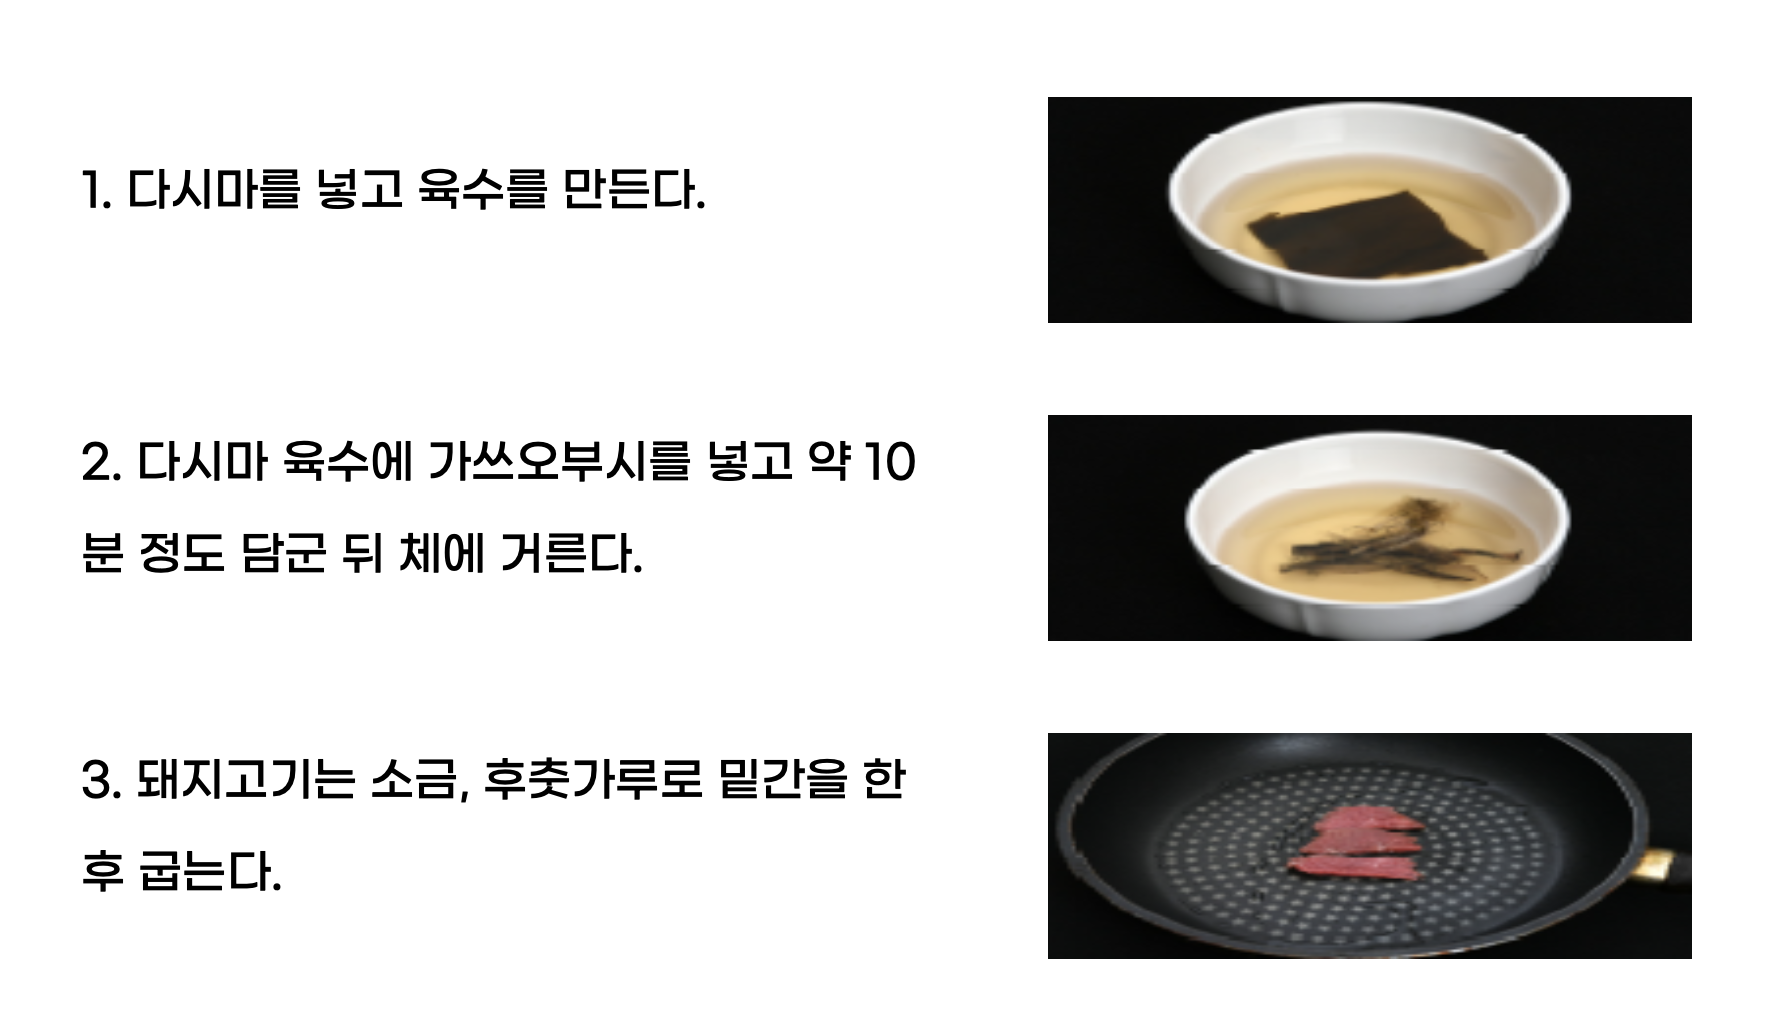 1. 다시마를 넣고 육수를 만든다.
2. 다시마 육수에 가쓰오부시를 넣고 약 10
분 정도 담군 뒤 체에 거른다.
3. 돼지고기는 소금, 후춧가루로 밑간을 한
후 굽는다.